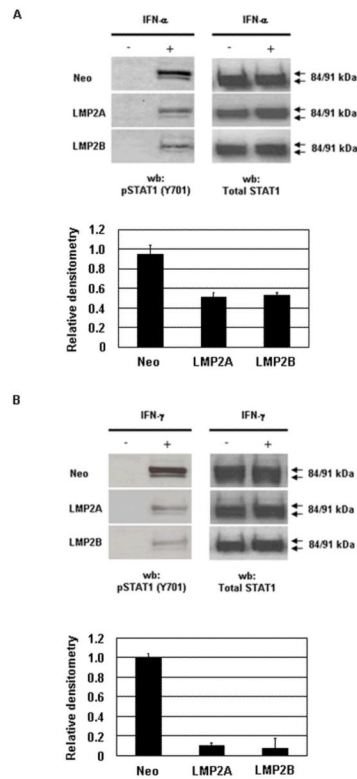 A
IFN-α IFN-α
- + - +
Neo 84/91 kDa
LMP2A 84/91 kDa
LMP2B 84/91 kDa
wb: wb:
pSTAT1 (Y701) Total STAT1
Relative densitometry
1.2
1.0
0.8
0.6
0.4
0.2
0
Neo LMP2A LMP2B
B
IFN-γ IFN-γ
- + - +
Neo 84/91 kDa
LMP2A 84/91 kDa
LMP2B 84/91 kDa
wb: wb:
pSTAT1 (Y701) Total STAT1
Relative densitometry
1.2
1.0
0.8
0.6
0.4
0.2
0
Neo LMP2A LMP2B